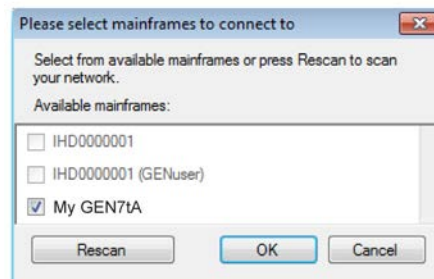 Please select mainframes to connect to
Select from available mainframes or press Rescan to scan
your network.
Available mainframes:
IHD0000001
IHD0000001 (GENuser)
My GEN7tA
Rescan
OK
Cancel